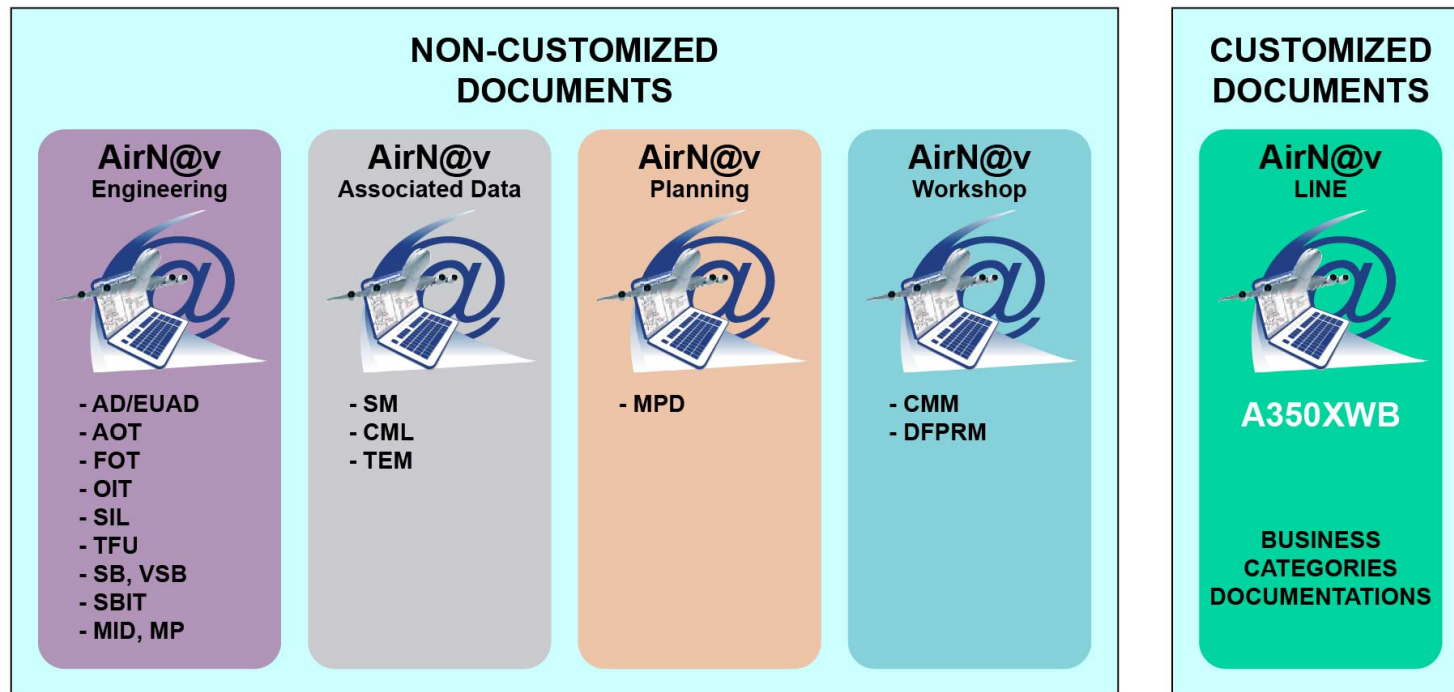 NON-CUSTOMIZED
DOCUMENTS
AirN@v
Engineering
- AD/EUAD
- AOT
- FOT
- OIT
- SIL
- TFU
- SB, VSB
- SBIT
- MID, MP
AirN@v
Associated Data
- SM
- CML
- TEM
AirN@v
Planning
- MPD
AirN@v
Workshop
- CMM
- DFPRM
CUSTOMIZED
DOCUMENTS
AirN@v
LINE
A350XWB
BUSINESS
CATEGORIES
DOCUMENTATIONS